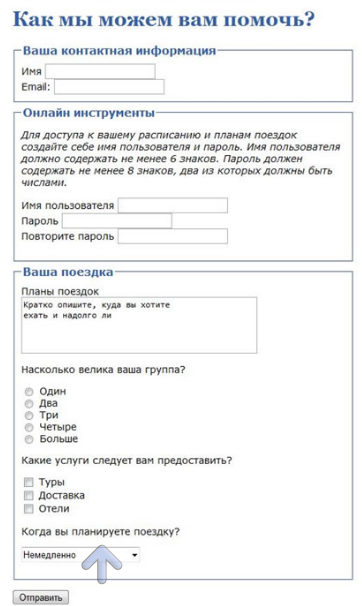 Как мы можем вам помочь?
Ваша контактная информация
Имя
Email:
Онлайн инструменты
Для доступа к вашему расписанию и планам поездок
создайте себе имя пользователя и пароль. Имя пользователя
должно содержать не менее 6 знаков. Пароль должен
содержать не менее 8 знаков, два из которых должны быть
числами.
Имя пользователя
Пароль
Повторите пароль
Ваша поездка
Планы поездок
Кратко опишите, куда вы хотите
ехать и надолго ли
Насколько велика ваша группа?
Один
Два
Три
Четыре
Больше
Какие услуги следует вам предоставить?
Туры
Доставка
Отели
Когда вы планируете поездку?
Немедленно
Отправить